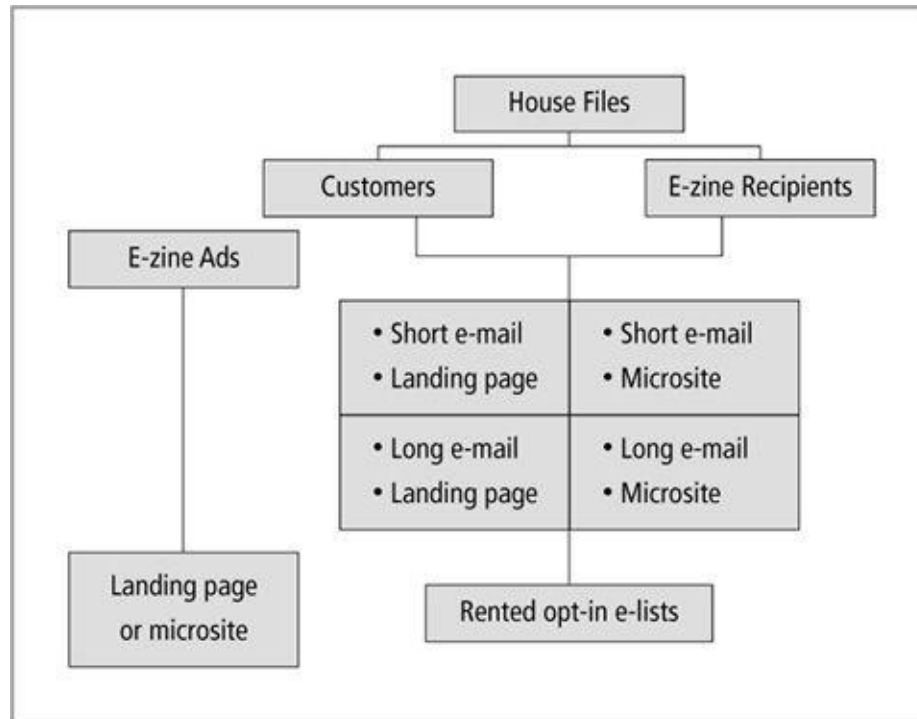 House Files
Customers
E-zine Recipients
E-zine Ads
• Short e-mail
• Landing page
• Short e-mail
• Microsite
• Long e-mail
• Landing page
• Long e-mail
• Microsite
Landing page
or microsite
Rented opt-in e-lists